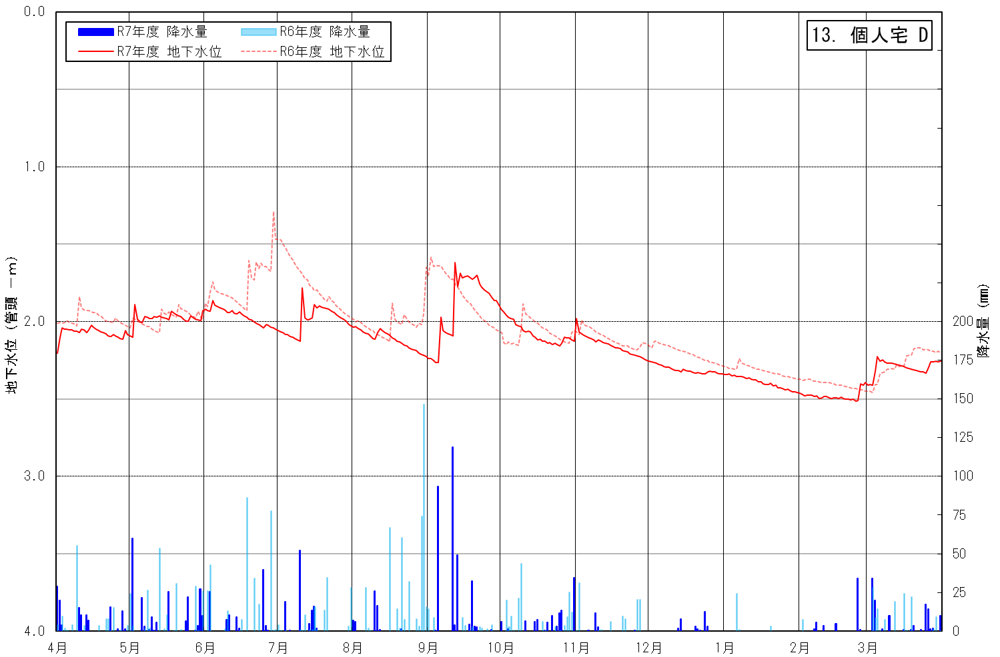 R7年度 降水量
R6年度 降水量
R7年度 地下水位
R6年度 地下水位
13. 個人宅 D
地下水位 (管頭 -m)
0.0
1.0
2.0
3.0
4.0
降水量 (mm)
200
175
150
125
100
75
50
25
0
4月
5月
6月
7月
8月
9月
10月
11月
12月
1月
2月
3月